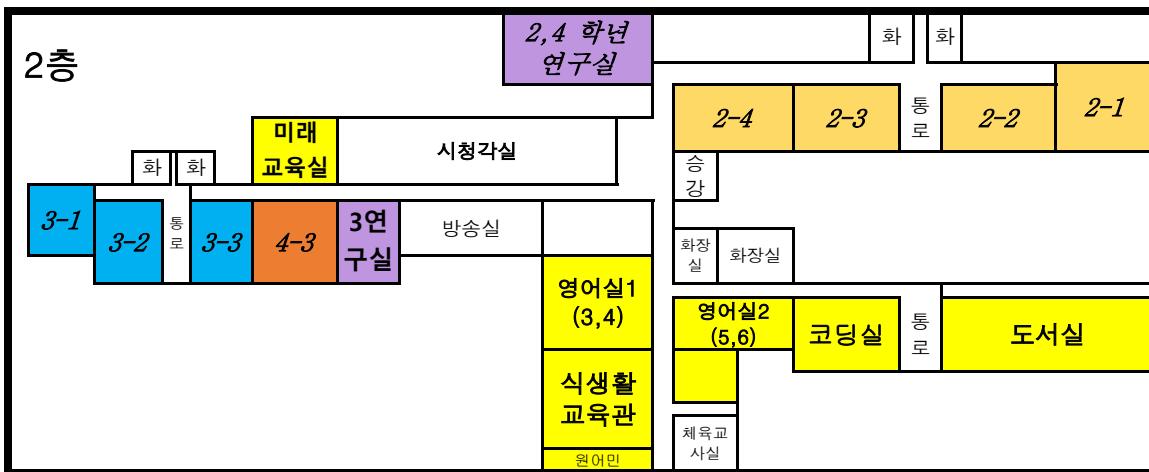 2층
2,4 학년
연구실
화
화
2-4
2-3
통
로
2-2
2-1
미래
교육실
시청각실
승
강
화
화
3-1
3-2
통
로
3-3
4-3
3연
구실
방송실
화장
실
화장실
영어실1
(3,4)
영어실2
(5,6)
코딩실
통
로
도서실
식생활
교육관
체육교
사실
원어민